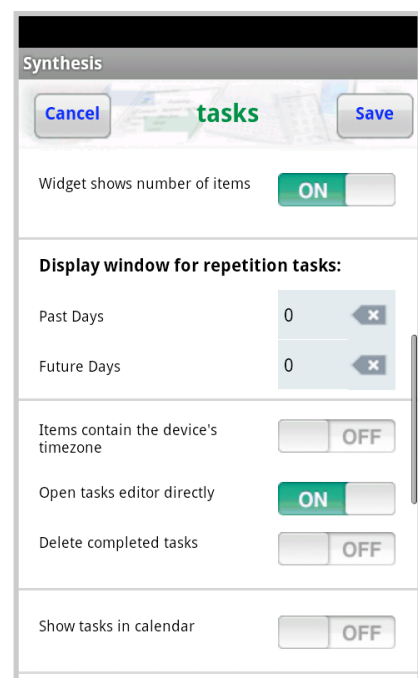 Synthesis
Cancel
tasks
Save
Widget shows number of items
ON
Display window for repetition tasks:
Past Days
0
Future Days
0
Items contain the device's
timezone
OFF
Open tasks editor directly
ON
Delete completed tasks
OFF
Show tasks in calendar
OFF